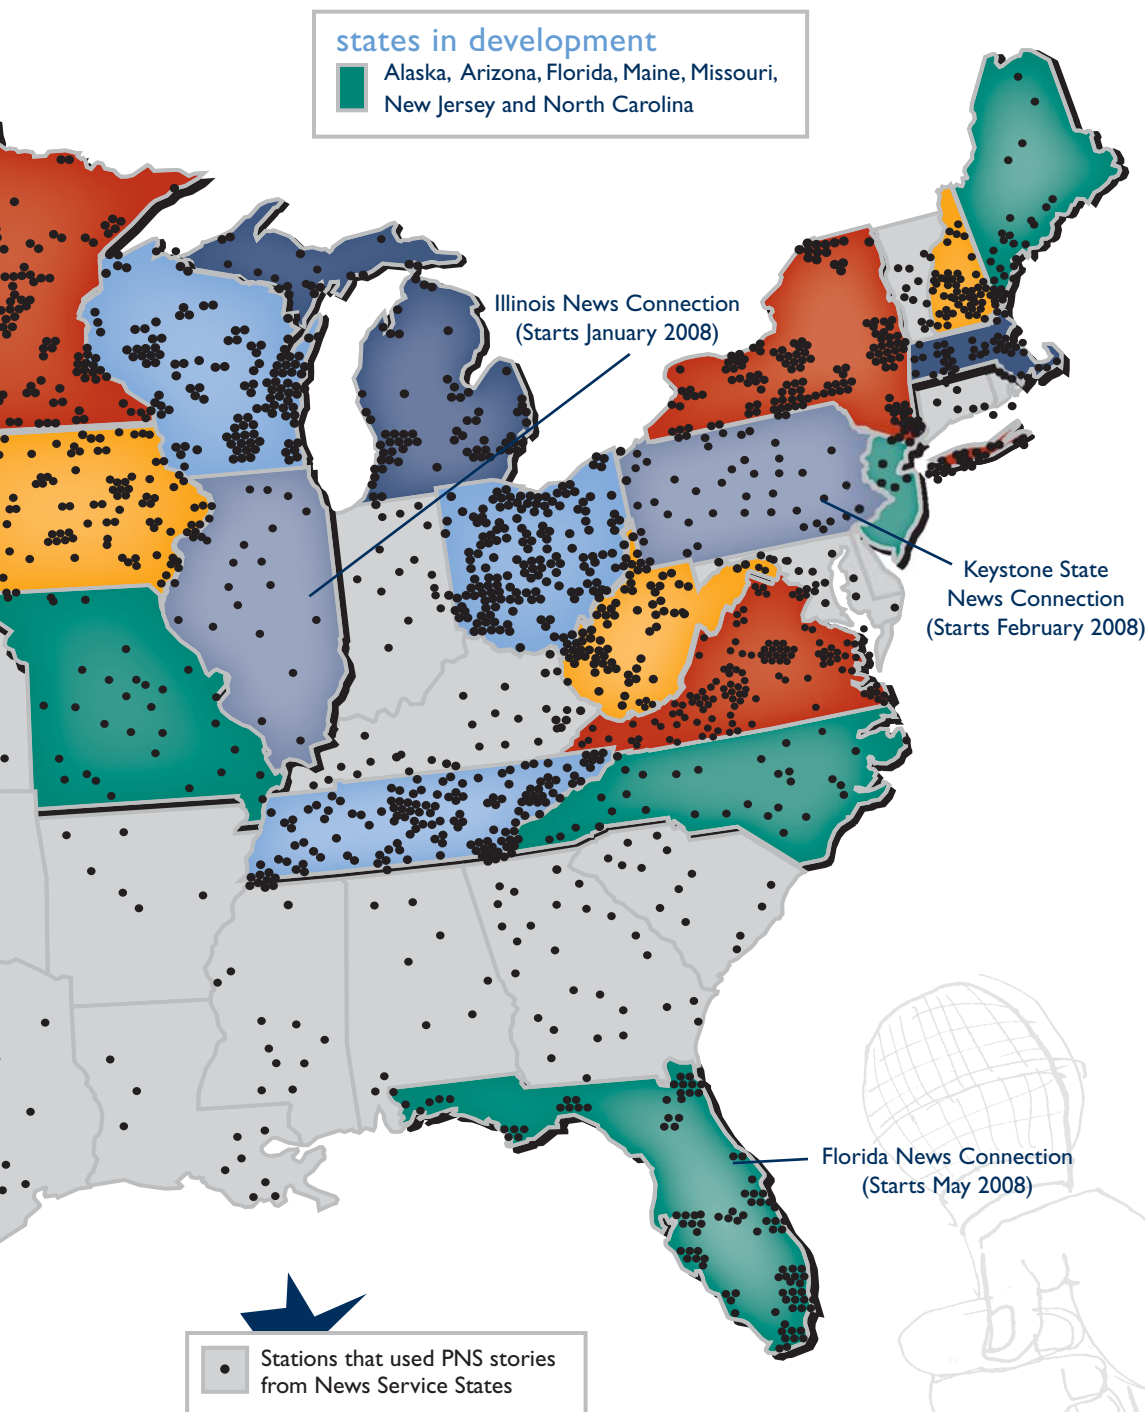 states in development
Alaska, Arizona, Florida, Maine, Missouri,
New Jersey and North Carolina
Illinois News Connection
(Starts January 2008)
Keystone State
News Connection
(Starts February 2008)
Florida News Connection
(Starts May 2008)
Stations that used PNS stories
from News Service States